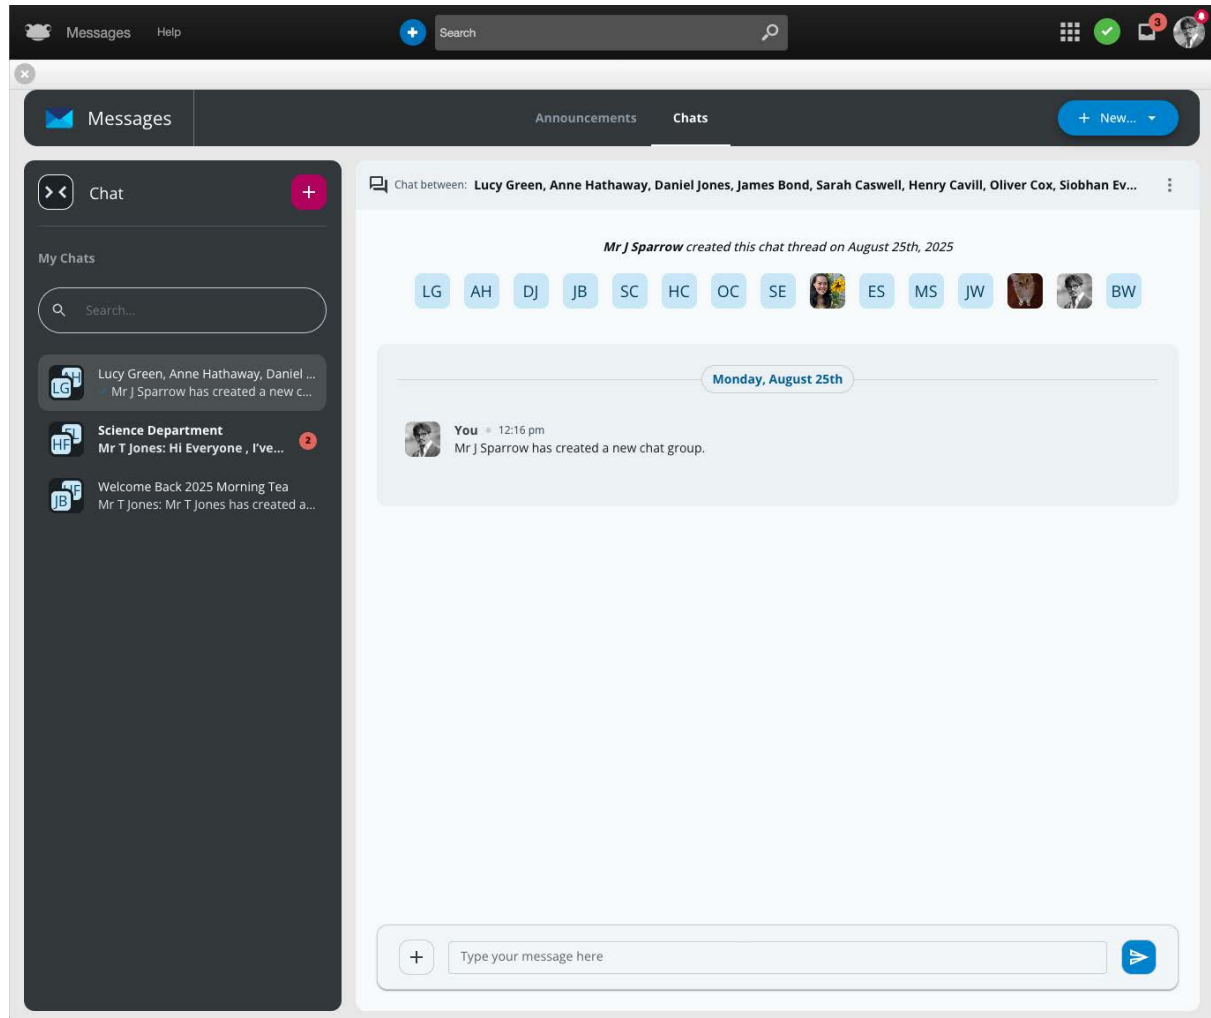 Messages Help Search 3
Messages Announcements Chats + New...
Chat +
My Chats
Search...
LG AH Lucy Green, Anne Hathaway, Daniel ...
Mr J Sparrow has created a new c...
HF Science Department 2
Mr T Jones: Hi Everyone , I've...
JB Welcome Back 2025 Morning Tea
Mr T Jones: Mr T Jones has created a...
Chat between: Lucy Green, Anne Hathaway, Daniel Jones, James Bond, Sarah Caswell, Henry Cavill, Oliver Cox, Siobhan Ev...
Mr J Sparrow created this chat thread on August 25th, 2025
LG AH DJ JB SC HC OC SE ES MS JW BW
Monday, August 25th
You 12:16 pm
Mr J Sparrow has created a new chat group.
+ Type your message here